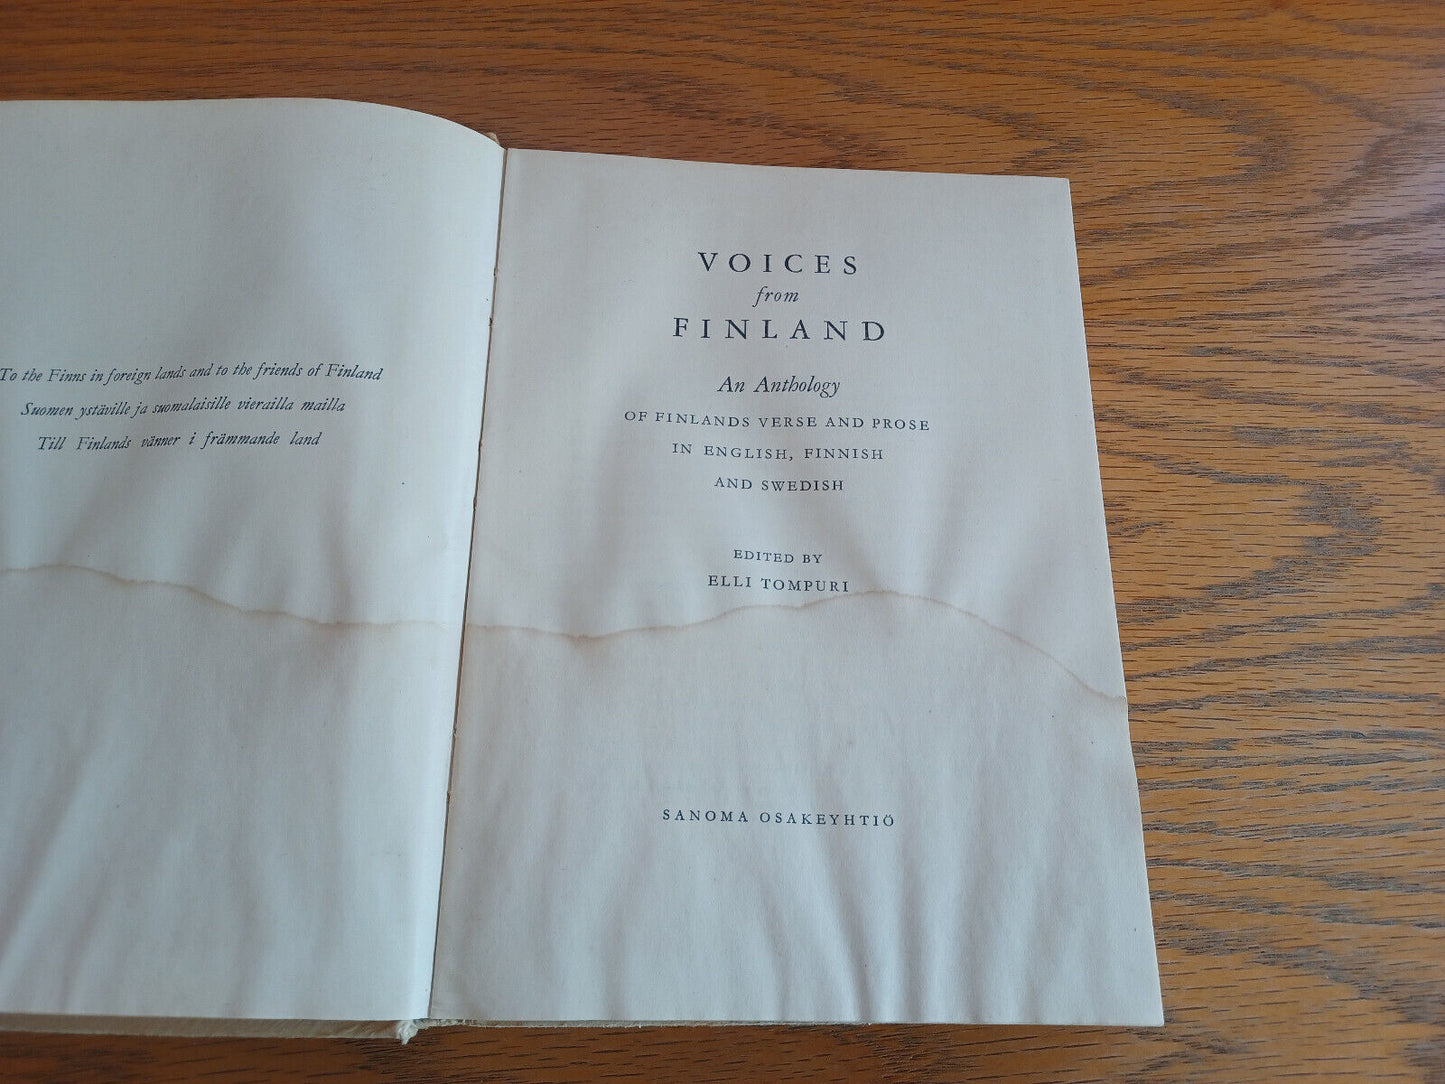 To the Finns in foreign lands and to the friends of Finland
Suomen ystäville ja suomalaisille vierailla mailla
Till Finlands vänner i främmande land
VOICES
from
FINLAND
An Anthology
OF FINLANDS VERSE AND PROSE
IN ENGLISH, FINNISH
AND SWEDISH
EDITED BY
ELLI TOMPURI
SANOMA OSAKEYHTIÖ